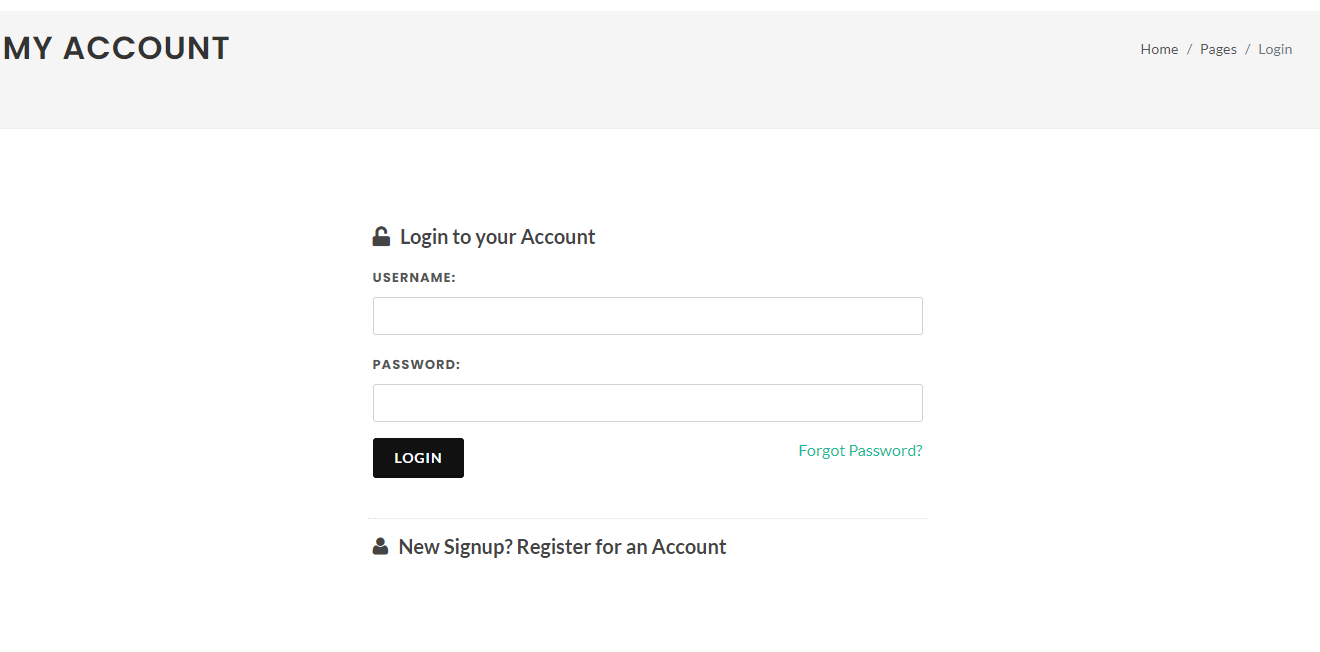 MY ACCOUNT
Home / Pages / Login
Login to your Account
USERNAME:
PASSWORD:
LOGIN
Forgot Password?
New Signup? Register for an Account